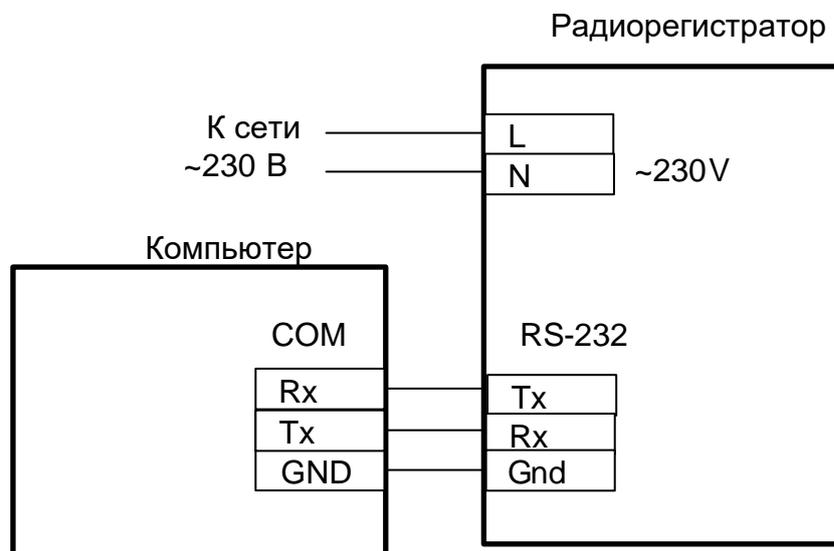 Радиорегистратор
К сети
~230 В
L
N
~230V
Компьютер
COM
RS-232
Rx
Tx
Tx
Rx
GND
Gnd